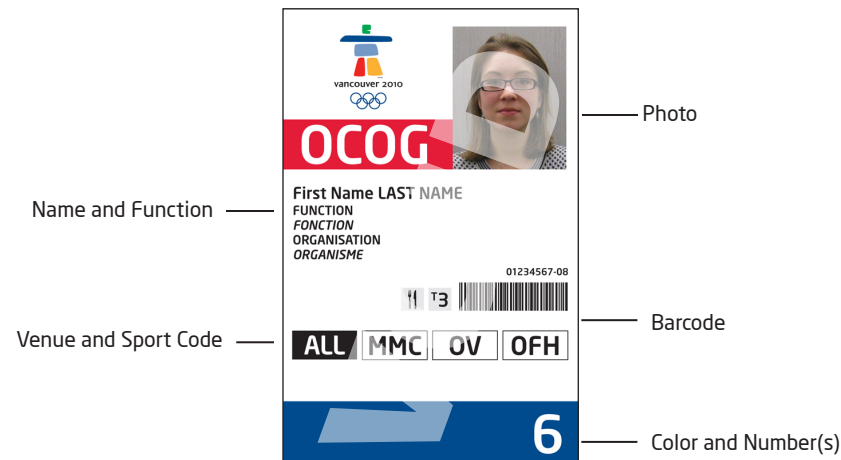 vancouver 2010
OCOG
Photo
First Name LAST NAME
Name and Function
FUNCTION
FONCTION
ORGANISATION
ORGANISME
01234567-08
T3
Barcode
Venue and Sport Code
ALL MMC OV OFH
6
Color and Number(s)